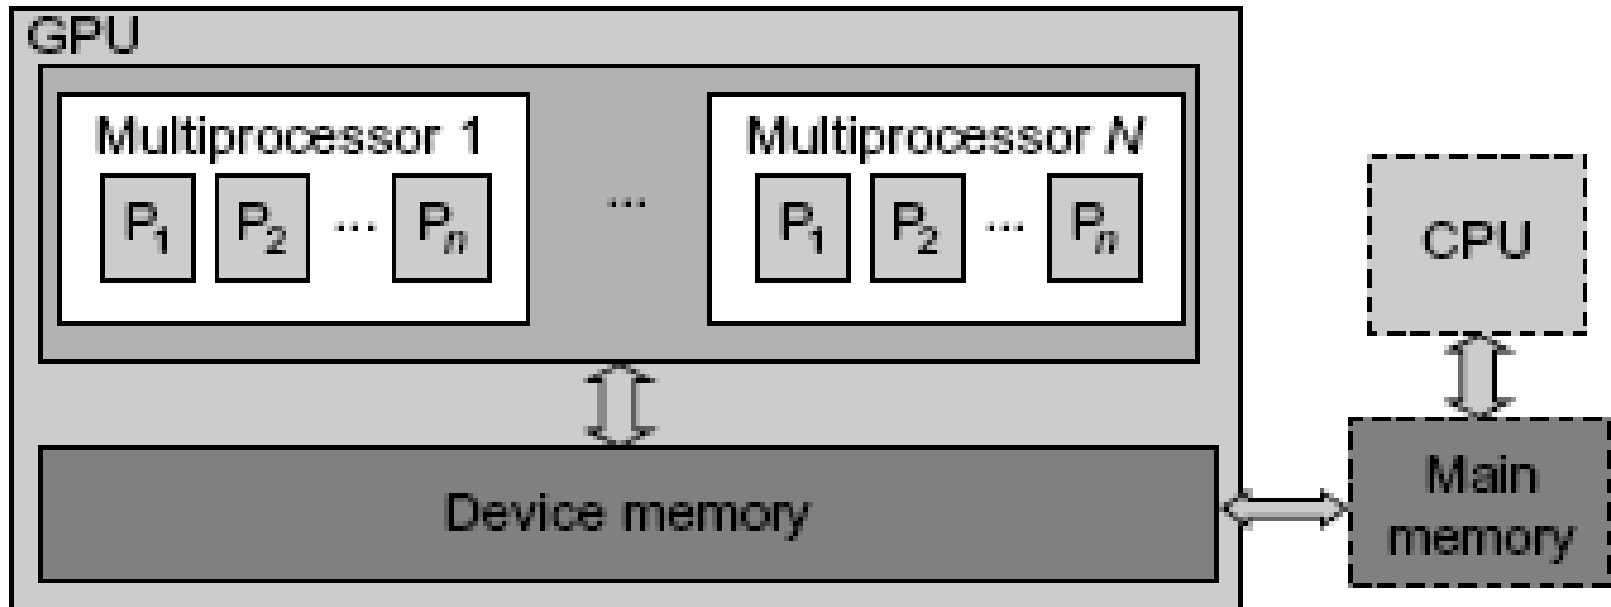 GPU
Multiprocessor 1
P1 P2 ... Pn
...
Multiprocessor N
P1 P2 ... Pn
CPU
Device memory
Main
memory